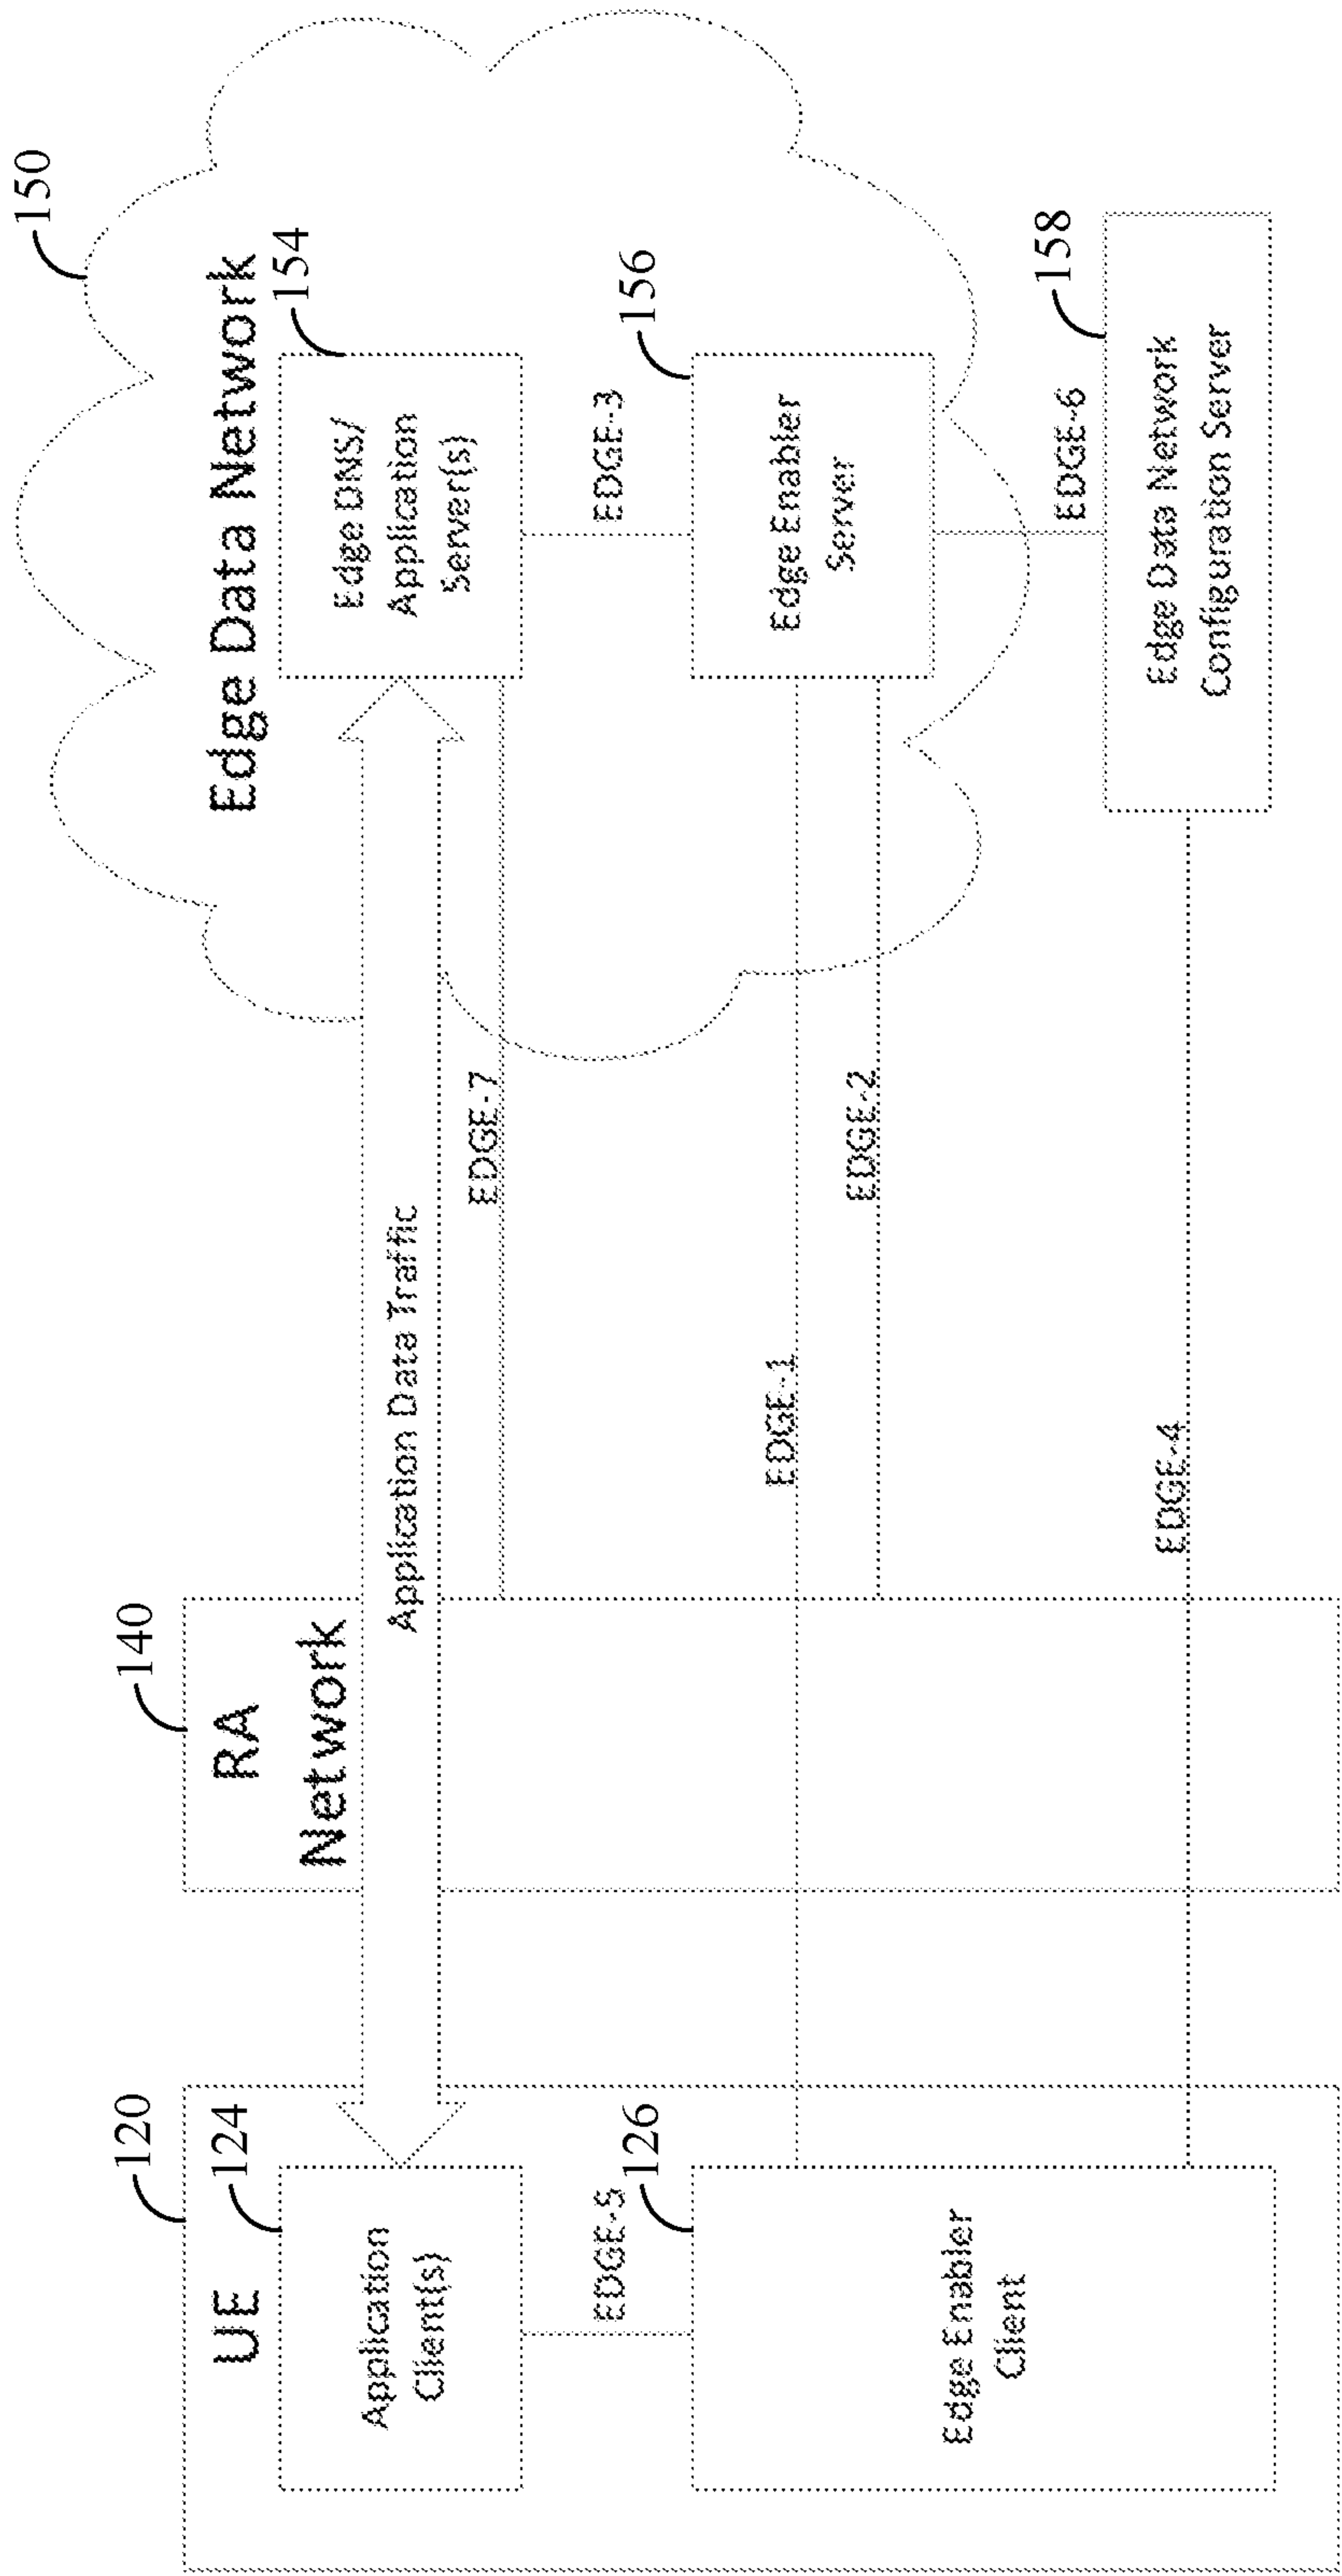 120
UE
124
Application
Client(s)
EDGE-5
126
Edge Enabler
Client
140
RA
Network
Application Data Traffic
EDGE-7
EDGE-1
EDGE-2
EDGE-4
150
Edge Data Network
154
Edge DNS/
Application
Server(s)
EDGE-3
156
Edge Enabler
Server
EDGE-6
158
Edge Data Network
Configuration Server